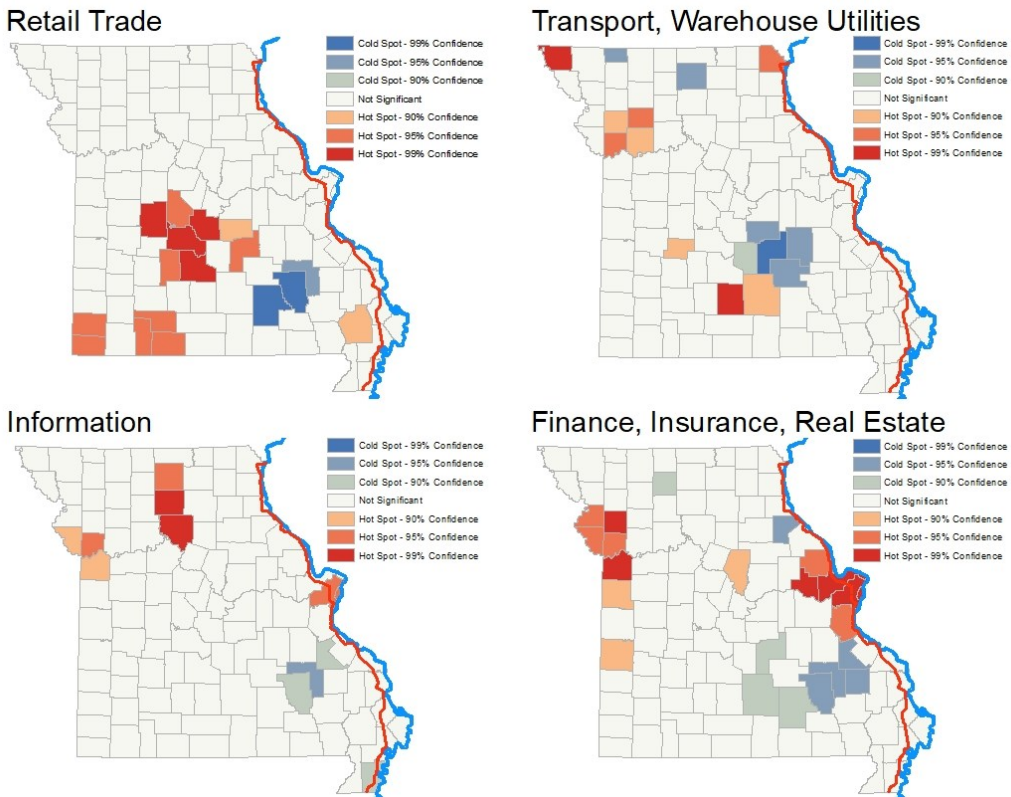 Retail Trade
Cold Spot - 99% Confidence
Cold Spot - 95% Confidence
Cold Spot - 90% Confidence
Not Significant
Hot Spot - 90% Confidence
Hot Spot - 95% Confidence
Hot Spot - 99% Confidence
Transport, Warehouse Utilities
Cold Spot - 99% Confidence
Cold Spot - 95% Confidence
Cold Spot - 90% Confidence
Not Significant
Hot Spot - 90% Confidence
Hot Spot - 95% Confidence
Hot Spot - 99% Confidence
Information
Cold Spot - 99% Confidence
Cold Spot - 95% Confidence
Cold Spot - 90% Confidence
Not Significant
Hot Spot - 90% Confidence
Hot Spot - 95% Confidence
Hot Spot - 99% Confidence
Finance, Insurance, Real Estate
Cold Spot - 99% Confidence
Cold Spot - 95% Confidence
Cold Spot - 90% Confidence
Not Significant
Hot Spot - 90% Confidence
Hot Spot - 95% Confidence
Hot Spot - 99% Confidence